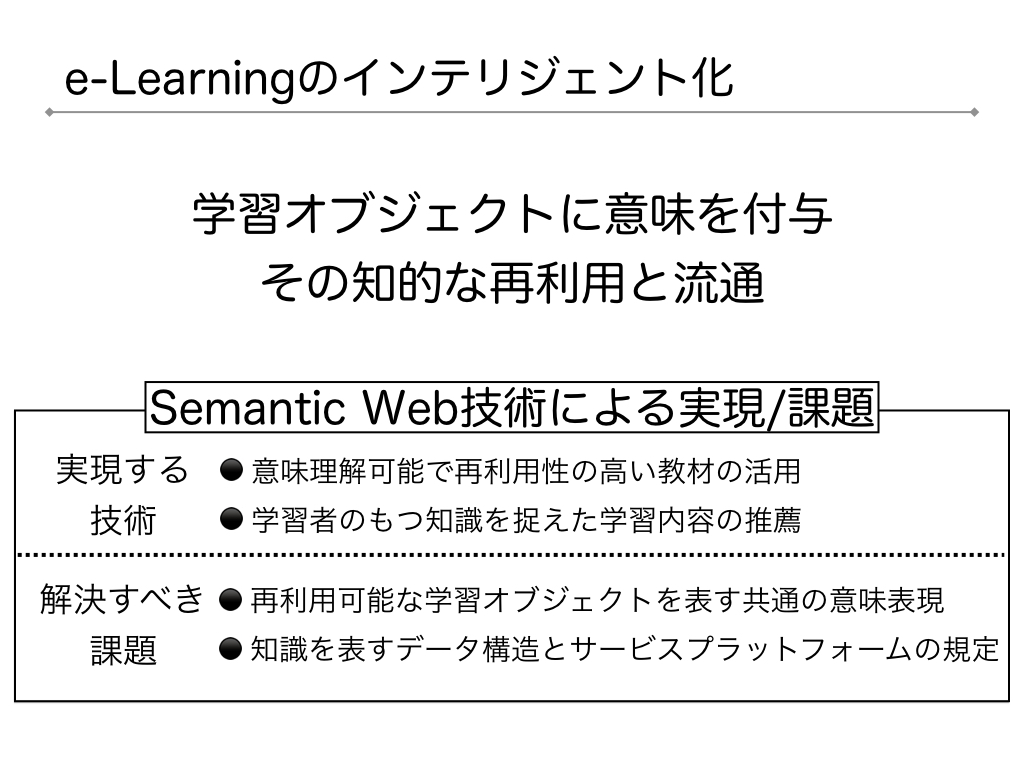 e-Learningのインテリジェント化
学習オブジェクトに意味を付与
その知的な再利用と流通
Semantic Web技術による実現/課題
実現する
技術
● 意味理解可能で再利用性の高い教材の活用
● 学習者のもつ知識を捉えた学習内容の推薦
解決すべき
課題
● 再利用可能な学習オブジェクトを表す共通の意味表現
● 知識を表すデータ構造とサービスプラットフォームの規定